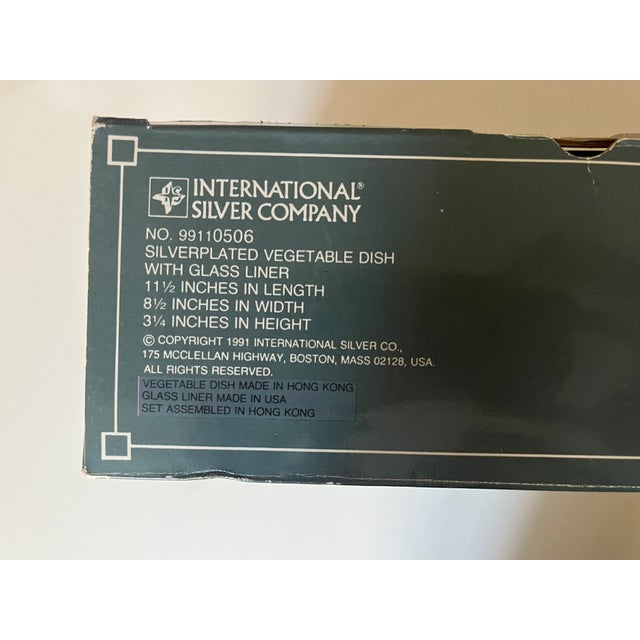 INTERNATIONAL®
SILVER COMPANY
NO. 99110506
SILVERPLATED VEGETABLE DISH
WITH GLASS LINER
11½ INCHES IN LENGTH
8½ INCHES IN WIDTH
3¼ INCHES IN HEIGHT
© COPYRIGHT 1991 INTERNATIONAL SILVER CO.,
175 MCCLELLAN HIGHWAY, BOSTON, MASS 02128, USA.
ALL RIGHTS RESERVED.
VEGETABLE DISH MADE IN HONG KONG
GLASS LINER MADE IN USA
SET ASSEMBLED IN HONG KONG